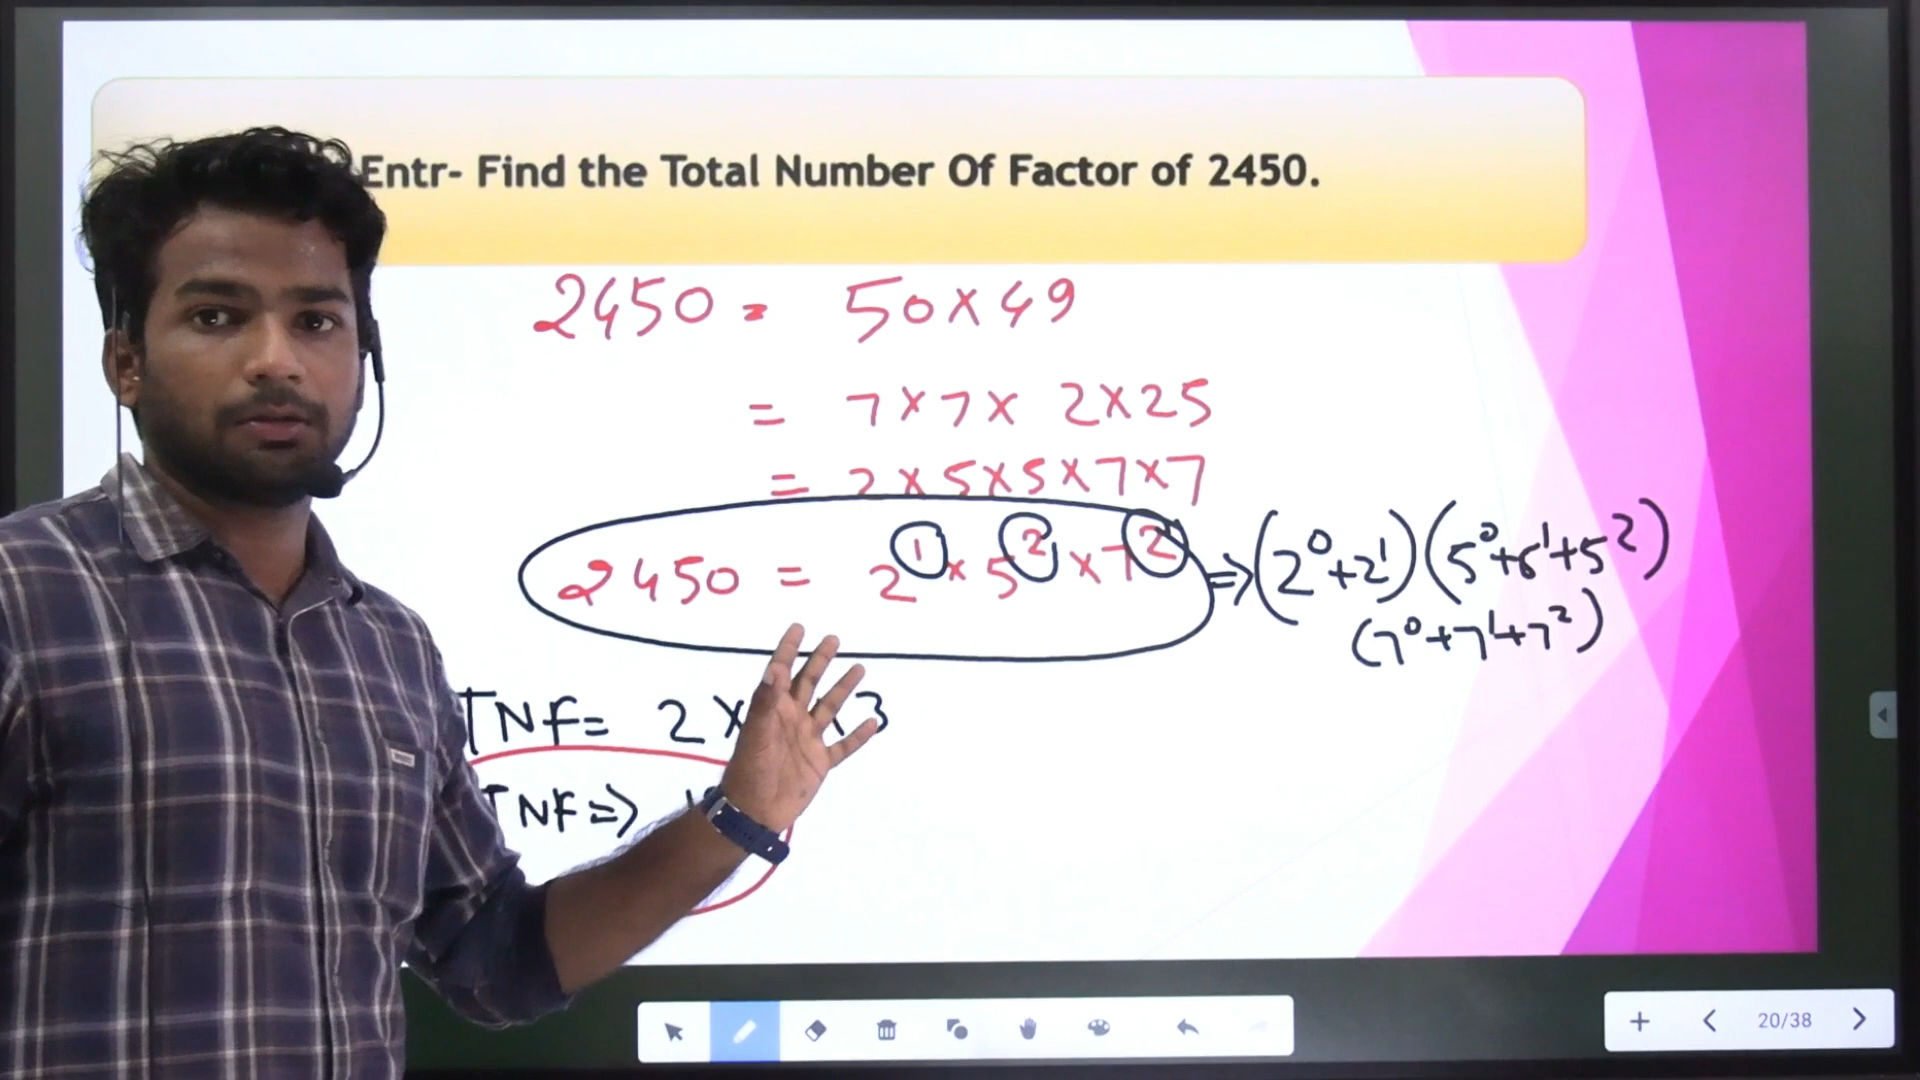 Entr- Find the Total Number Of Factor of 2450.
2450 = 50×49
= 7×7×2×25
= 2×5×5×7×7
2450 = 2¹×5²×7² ⇒ (2⁰+2¹)(5⁰+5¹+5²)
(7⁰+7¹+7²)
TNF= 2× ×3
TNF⇒
20/38